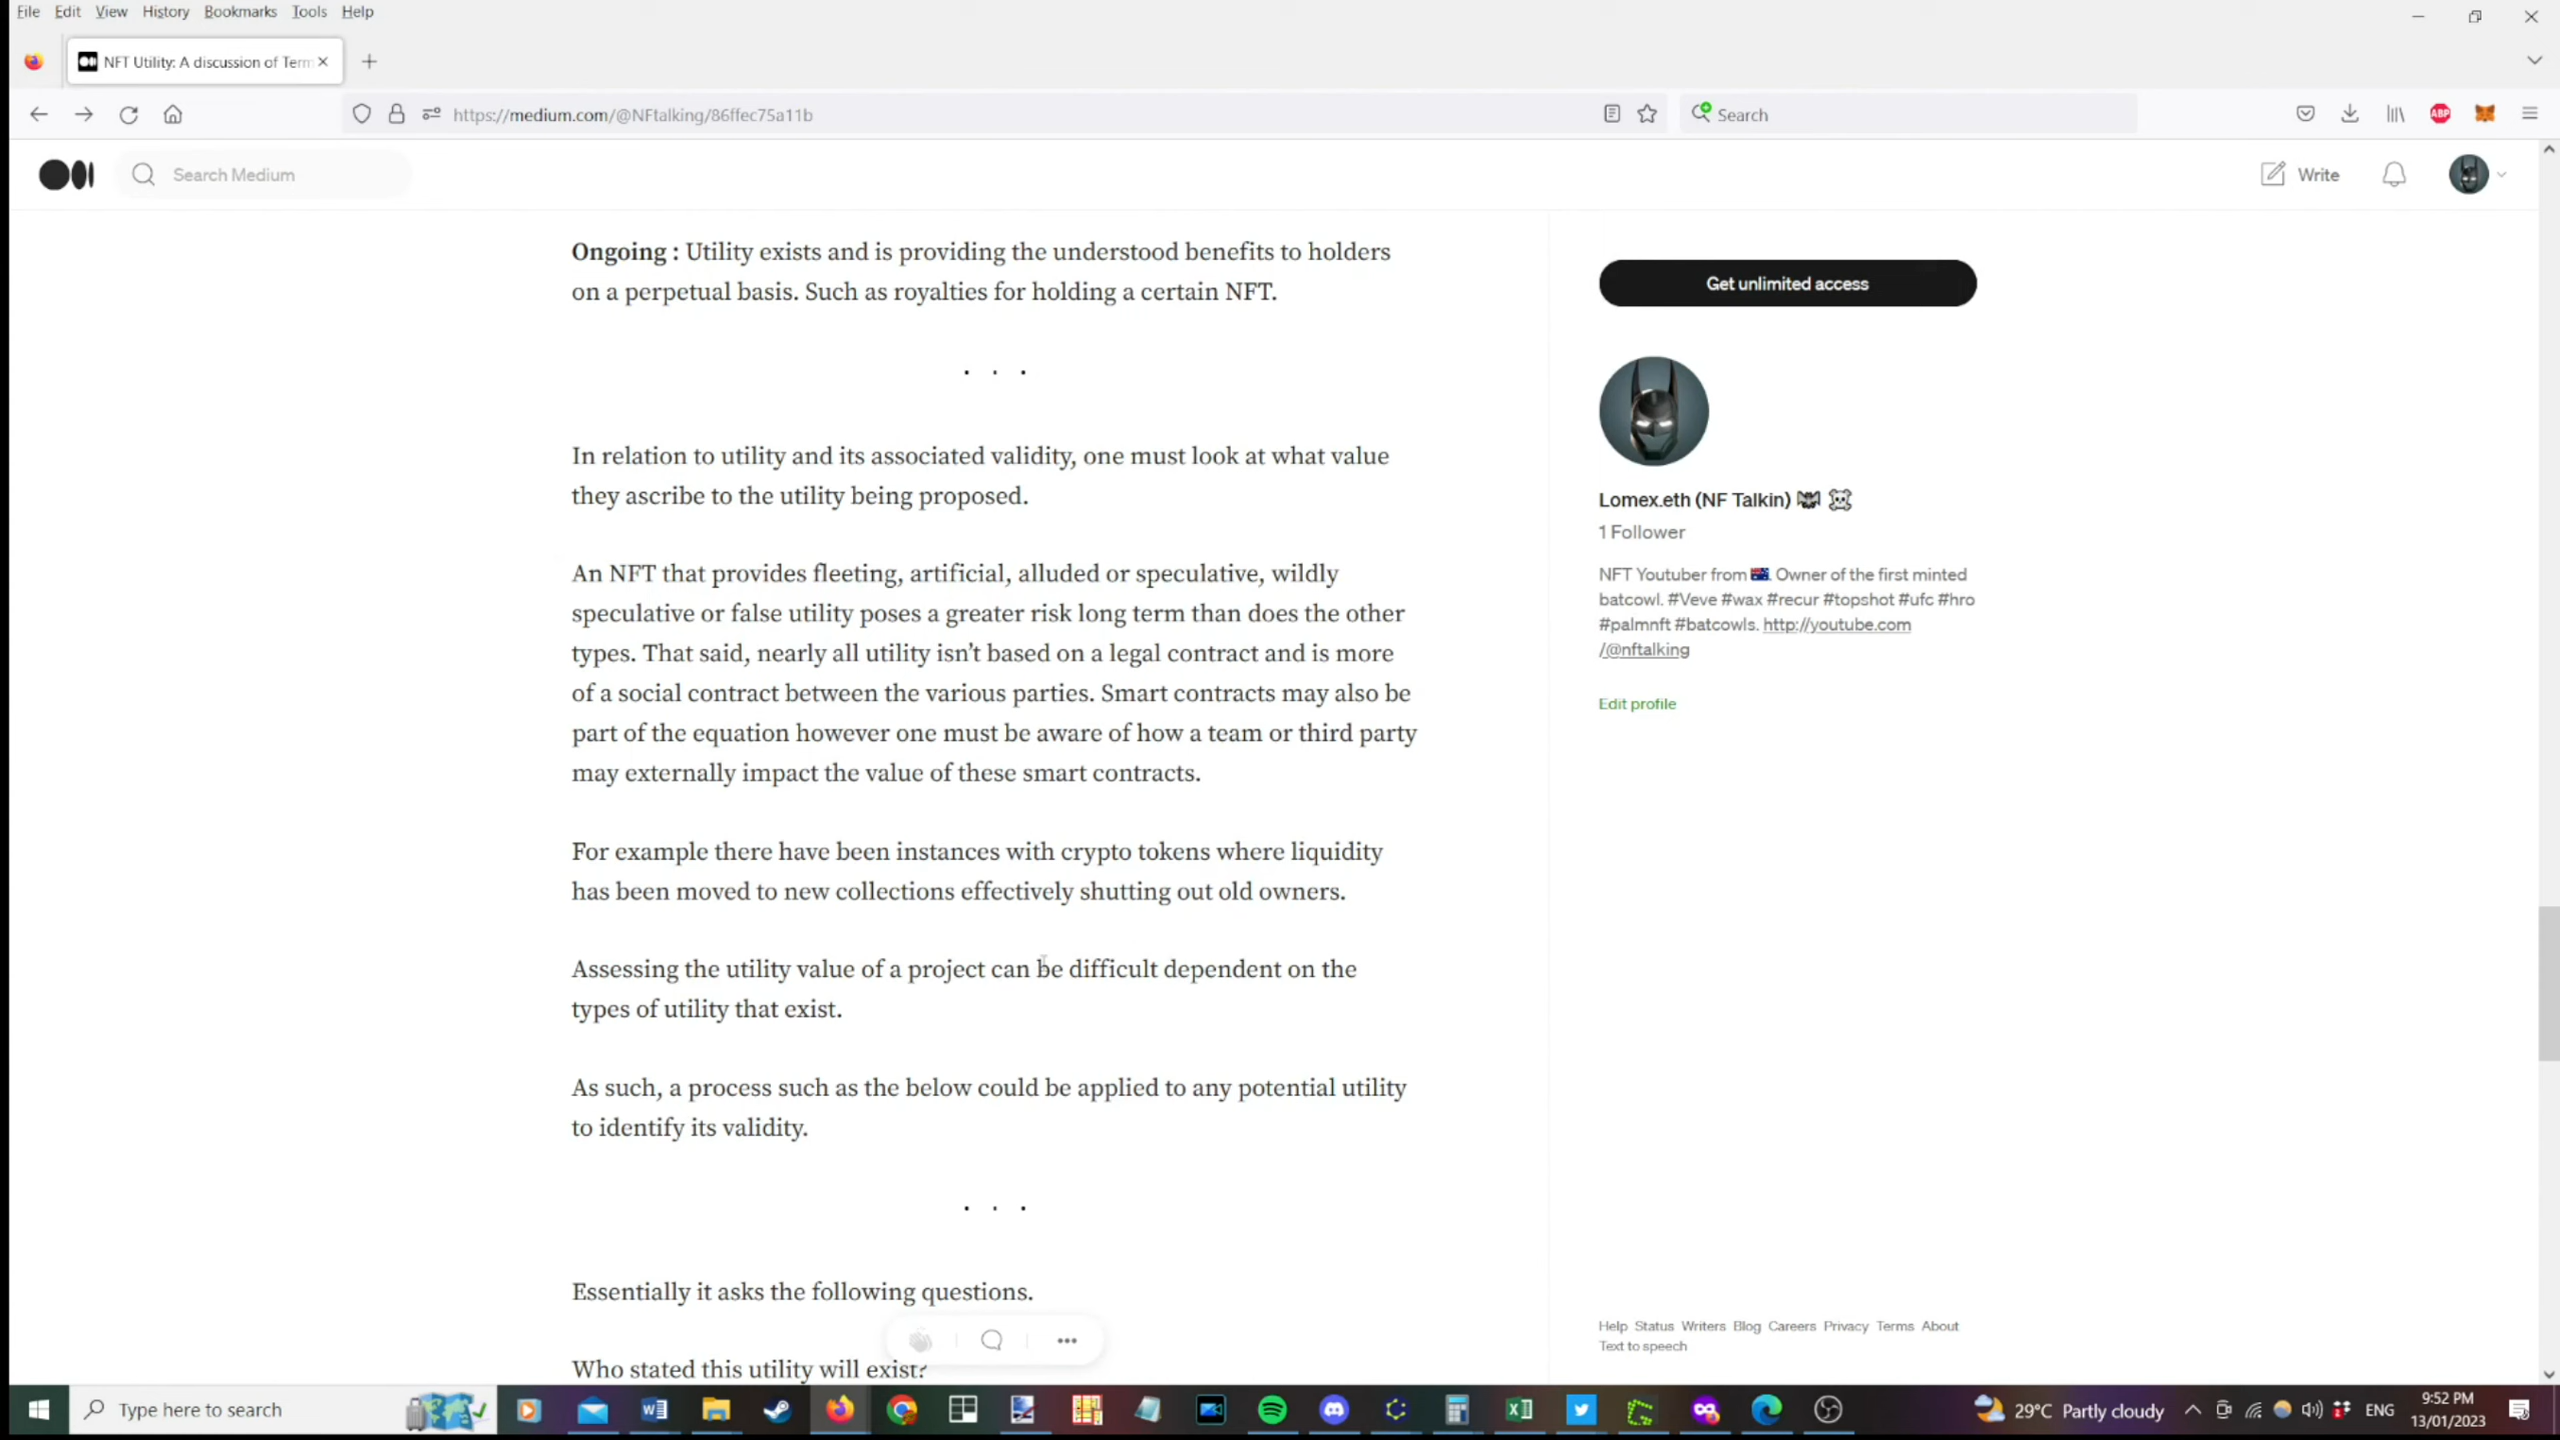 File Edit View History Bookmarks Tools Help
NFT Utility: A discussion of Term
https://medium.com/@NFtalking/86ffec75a11b
Search
Search Medium
Write
Ongoing : Utility exists and is providing the understood benefits to holders
on a perpetual basis. Such as royalties for holding a certain NFT.
. . .
In relation to utility and its associated validity, one must look at what value
they ascribe to the utility being proposed.
An NFT that provides fleeting, artificial, alluded or speculative, wildly
speculative or false utility poses a greater risk long term than does the other
types. That said, nearly all utility isn't based on a legal contract and is more
of a social contract between the various parties. Smart contracts may also be
part of the equation however one must be aware of how a team or third party
may externally impact the value of these smart contracts.
For example there have been instances with crypto tokens where liquidity
has been moved to new collections effectively shutting out old owners.
Assessing the utility value of a project can be difficult dependent on the
types of utility that exist.
As such, a process such as the below could be applied to any potential utility
to identify its validity.
. . .
Essentially it asks the following questions.
Who stated this utility will exist?
Get unlimited access
Lomex.eth (NF Talkin)
1 Follower
NFT Youtuber from 🇦🇺. Owner of the first minted
batcowl. #Veve #wax #recur #topshot #ufc #hro
#palmnft #batcowls. http://youtube.com
/@nftalking
Edit profile
Help Status Writers Blog Careers Privacy Terms About
Text to speech
Type here to search
ABP
29°C Partly cloudy
ENG
9:52 PM
13/01/2023